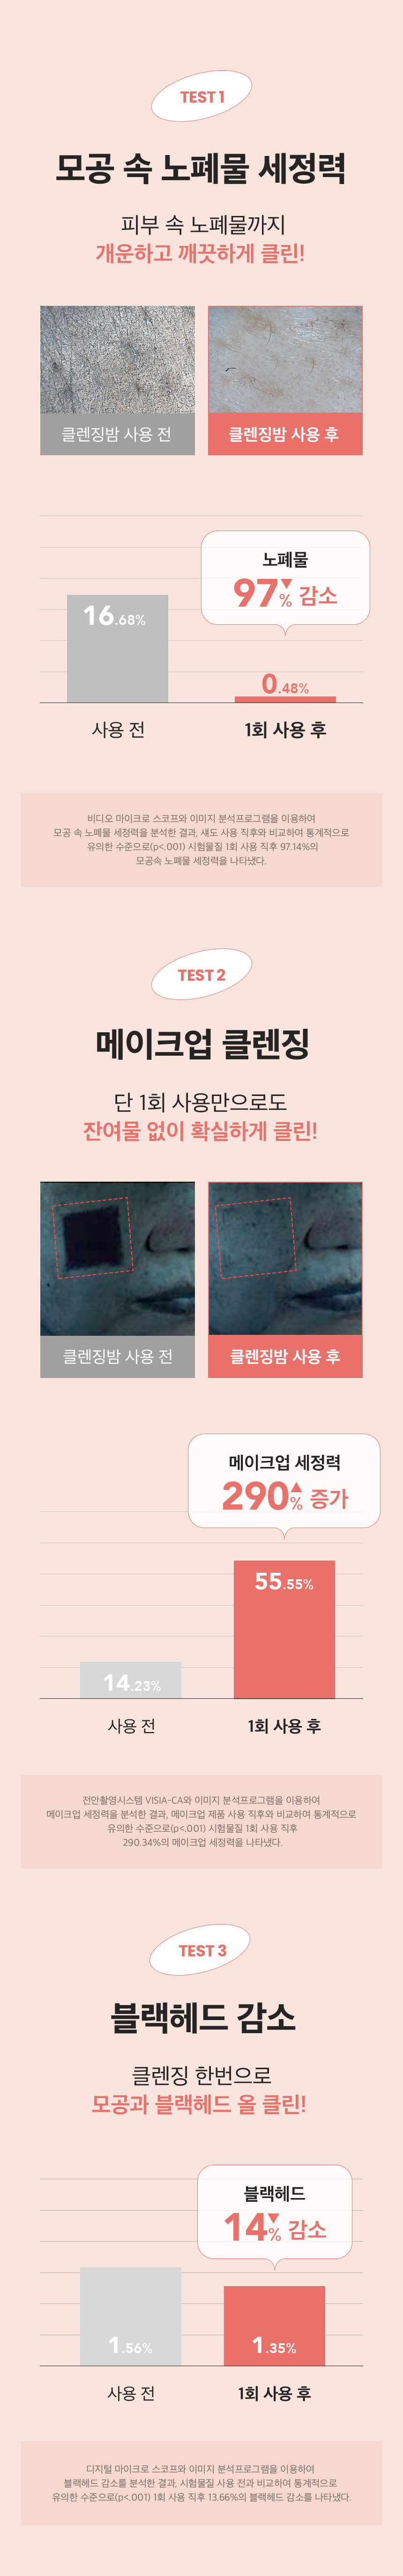 TEST 1
모공 속 노폐물 세정력
피부 속 노폐물까지
개운하고 깨끗하게 클린!
클렌징밤 사용 전
클렌징밤 사용 후
노폐물
97%▼ 감소
16.68%
0.48%
사용 전
1회 사용 후
비디오 마이크로 스코프와 이미지 분석프로그램을 이용하여
모공 속 노폐물 세정력을 분석한 결과, 섀도 사용 직후와 비교하여 통계적으로
유의한 수준으로(p<.001) 시험물질 1회 사용 직후 97.14%의
모공속 노폐물 세정력을 나타냈다.
TEST 2
메이크업 클렌징
단 1회 사용만으로도
잔여물 없이 확실하게 클린!
클렌징밤 사용 전
클렌징밤 사용 후
메이크업 세정력
290%▲ 증가
55.55%
14.23%
사용 전
1회 사용 후
전안촬영시스템 VISIA-CA와 이미지 분석프로그램을 이용하여
메이크업 세정력을 분석한 결과, 메이크업 제품 사용 직후와 비교하여 통계적으로
유의한 수준으로(p<.001) 시험물질 1회 사용 직후
290.34%의 메이크업 세정력을 나타냈다.
TEST 3
블랙헤드 감소
클렌징 한번으로
모공과 블랙헤드 올 클린!
블랙헤드
14%▼ 감소
1.56%
1.35%
사용 전
1회 사용 후
디지털 마이크로 스코프와 이미지 분석프로그램을 이용하여
블랙헤드 감소를 분석한 결과, 시험물질 사용 전과 비교하여 통계적으로
유의한 수준으로(p<.001) 1회 사용 직후 13.66%의 블랙헤드 감소를 나타냈다.